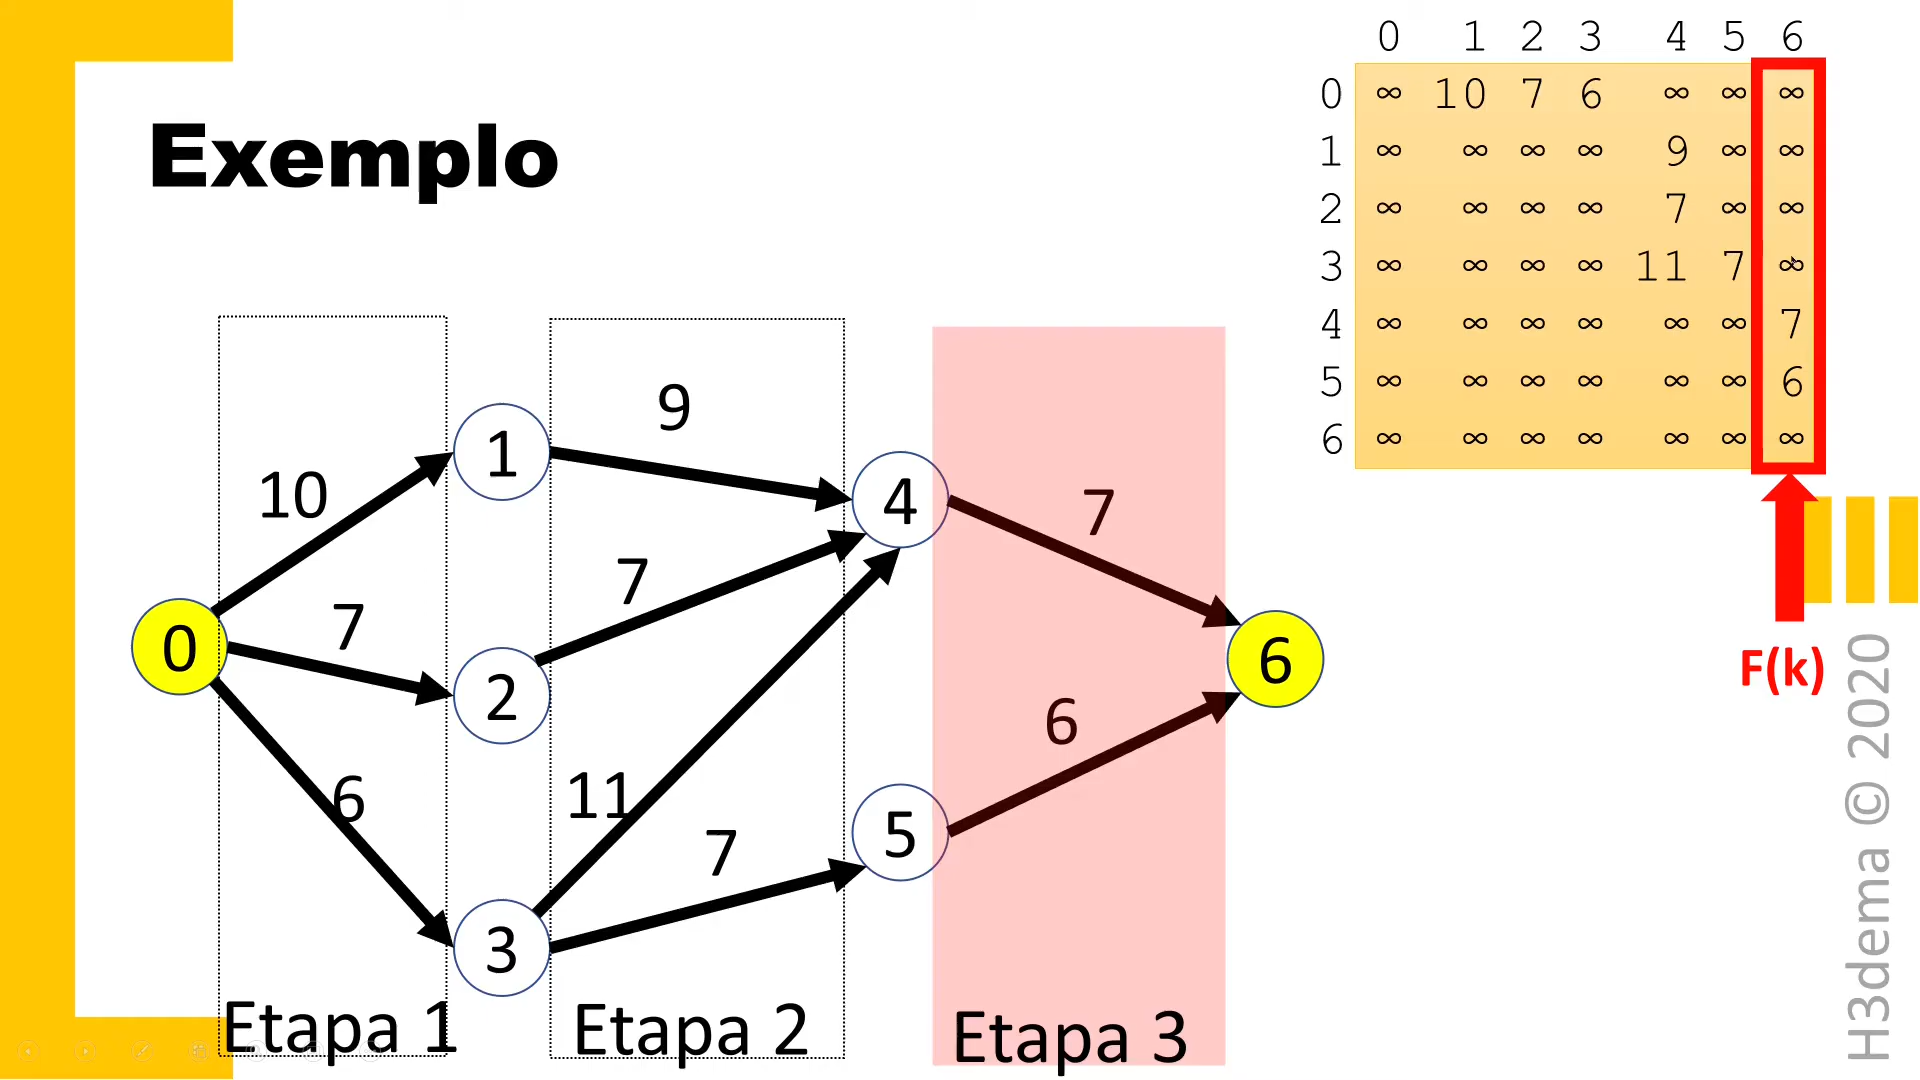 Exemplo
0 1 2 3 4 5 6
0 ∞ 10 7 6 ∞ ∞ ∞
1 ∞ ∞ ∞ ∞ 9 ∞ ∞
2 ∞ ∞ ∞ ∞ 7 ∞ ∞
3 ∞ ∞ ∞ ∞ 11 7 ∞
4 ∞ ∞ ∞ ∞ ∞ ∞ 7
5 ∞ ∞ ∞ ∞ ∞ ∞ 6
6 ∞ ∞ ∞ ∞ ∞ ∞ ∞
F(k)
9
10
1
4
7
7
7
0
2
6
6
6
11
7
5
3
Etapa 1
Etapa 2
Etapa 3
H3dema © 2020